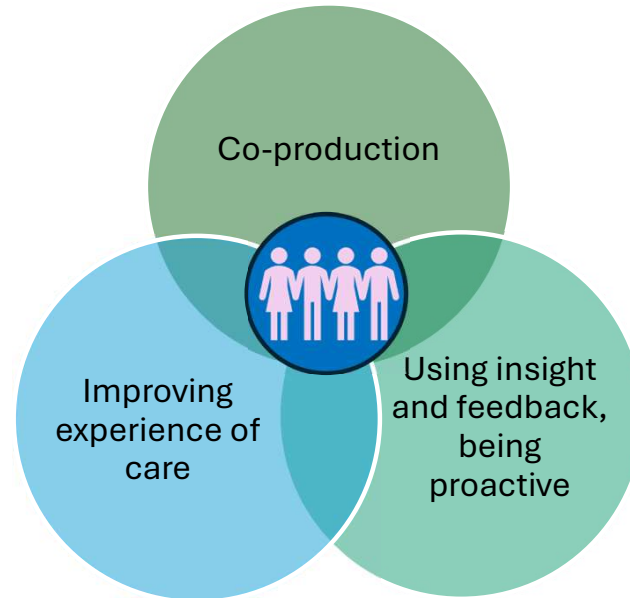 Co-production
Improving
experience of
care
Using insight
and feedback,
being
proactive